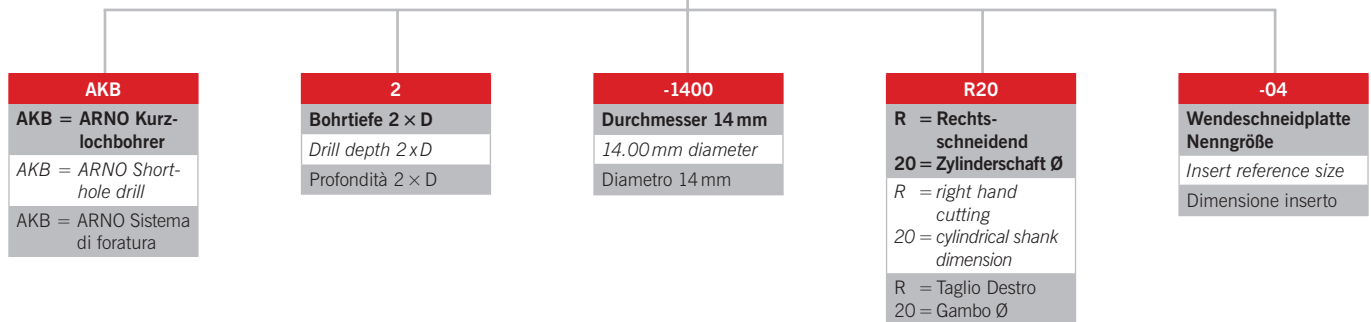 AKB
AKB = ARNO Kurz-
lochbohrer
AKB = ARNO Short-
hole drill
AKB = ARNO Sistema
di foratura
2
Bohrtiefe 2 × D
Drill depth 2 x D
Profondità 2 × D
-1400
Durchmesser 14 mm
14.00 mm diameter
Diametro 14 mm
R20
R = Rechts-
schneidend
20 = Zylinderschaft Ø
R = right hand
cutting
20 = cylindrical shank
dimension
R = Taglio Destro
20 = Gambo Ø
-04
Wendeschneidplatte
Nenngröße
Insert reference size
Dimensione inserto